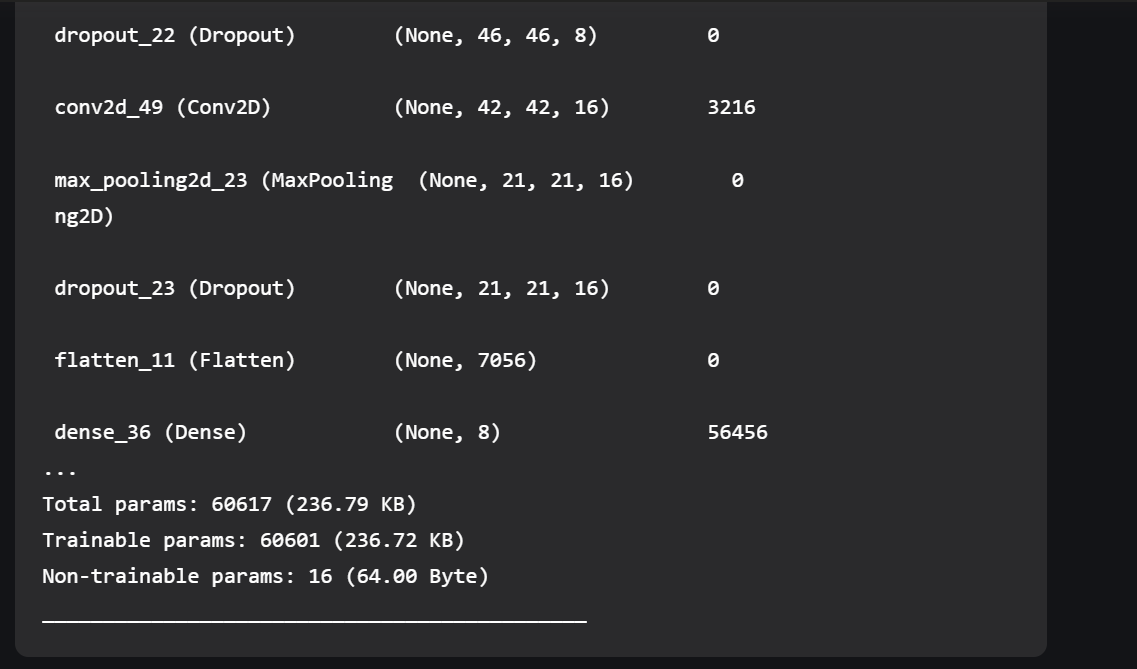 dropout_22 (Dropout) (None, 46, 46, 8) 0
conv2d_49 (Conv2D) (None, 42, 42, 16) 3216
max_pooling2d_23 (MaxPooling (None, 21, 21, 16) 0
ng2D)
dropout_23 (Dropout) (None, 21, 21, 16) 0
flatten_11 (Flatten) (None, 7056) 0
dense_36 (Dense) (None, 8) 56456
...
Total params: 60617 (236.79 KB)
Trainable params: 60601 (236.72 KB)
Non-trainable params: 16 (64.00 Byte)
_____________________________________________